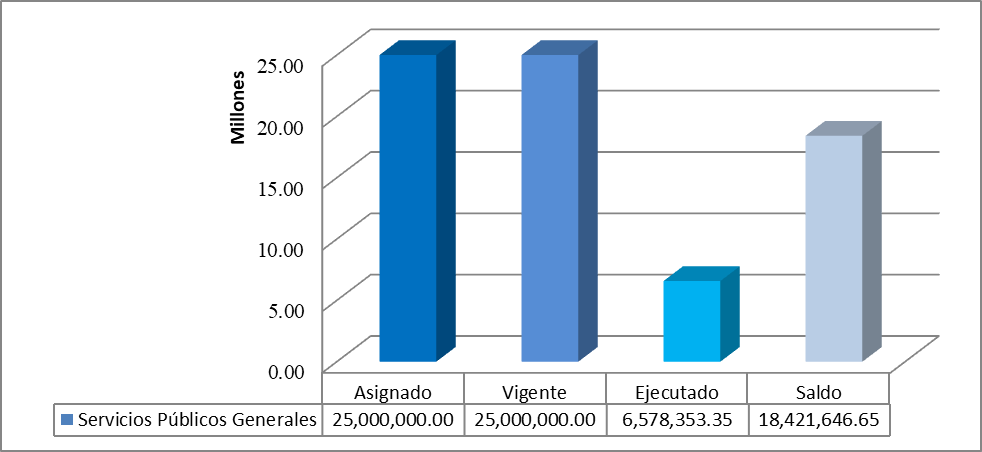 Millones
25.00
20.00
15.00
10.00
5.00
0.00
Asignado Vigente Ejecutado Saldo
Servicios Públicos Generales 25,000,000.00 25,000,000.00 6,578,353.35 18,421,646.65